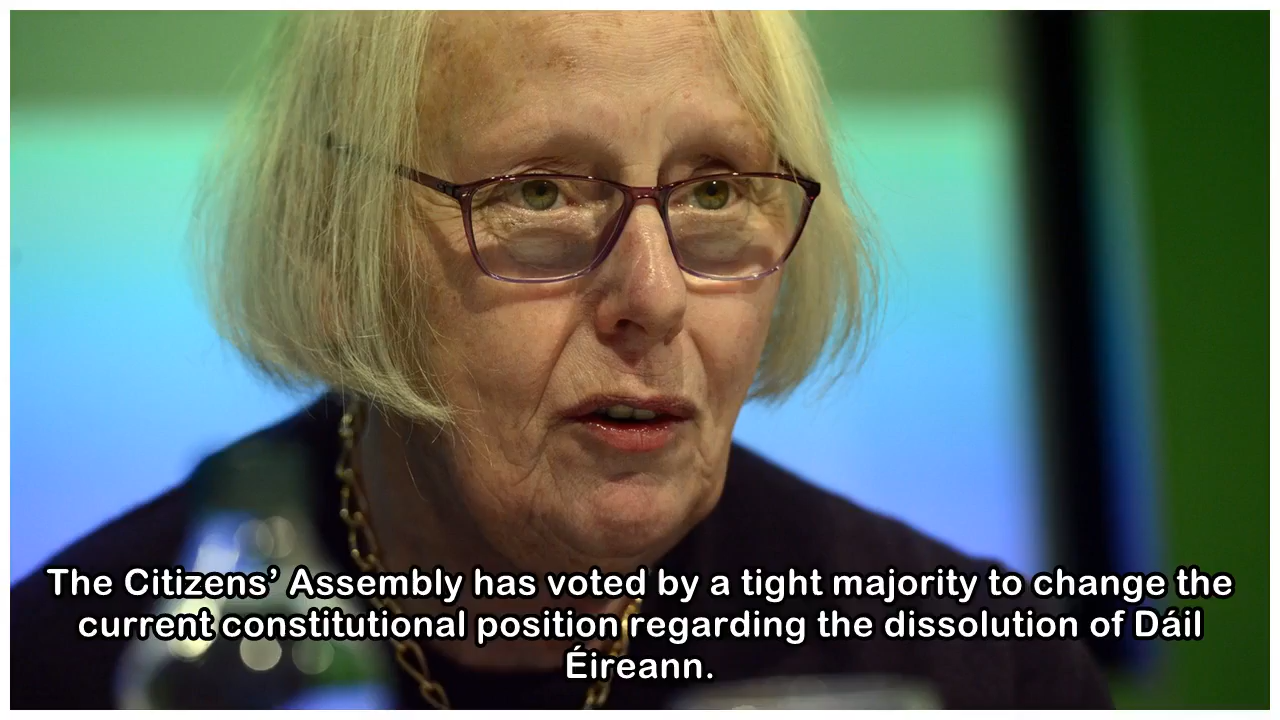 The Citizens’ Assembly has voted by a tight majority to change the
current constitutional position regarding the dissolution of Dáil
Éireann.